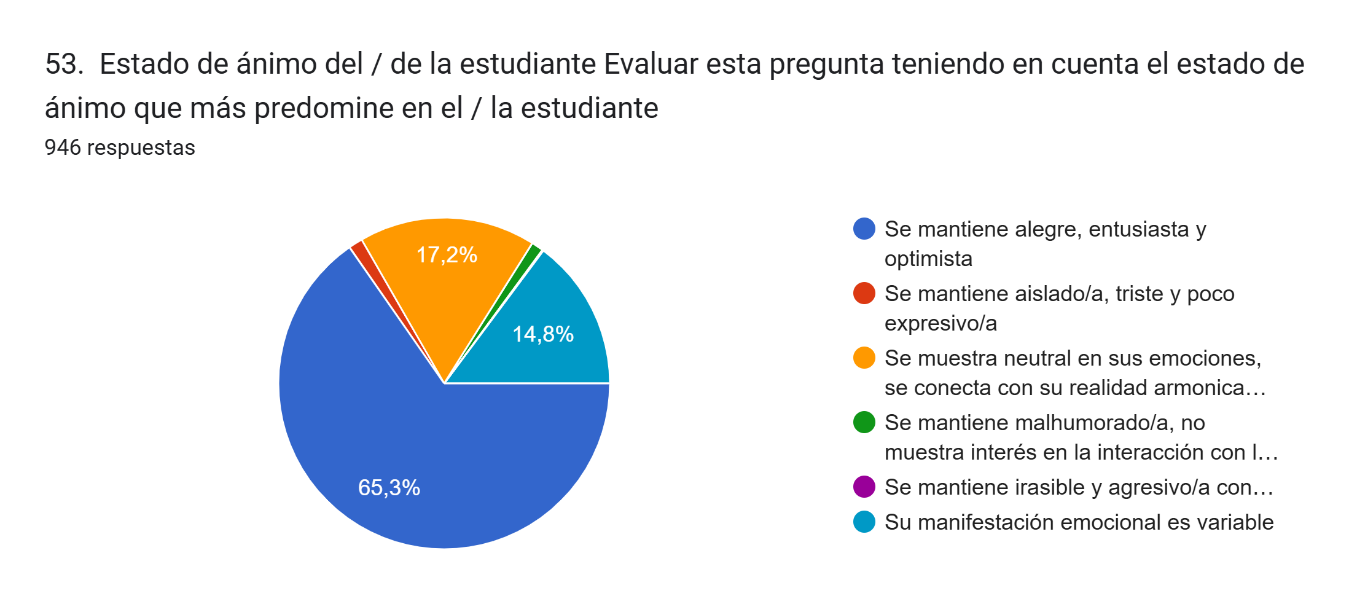 53.  Estado de ánimo del / de la estudiante Evaluar esta pregunta teniendo en cuenta el estado de
ánimo que más predomine en el / la estudiante
946 respuestas
17,2%
14,8%
65,3%
Se mantiene alegre, entusiasta y
optimista
Se mantiene aislado/a, triste y poco
expresivo/a
Se muestra neutral en sus emociones,
se conecta con su realidad armonica…
Se mantiene malhumorado/a, no
muestra interés en la interacción con l…
Se mantiene irasible y agresivo/a con…
Su manifestación emocional es variable